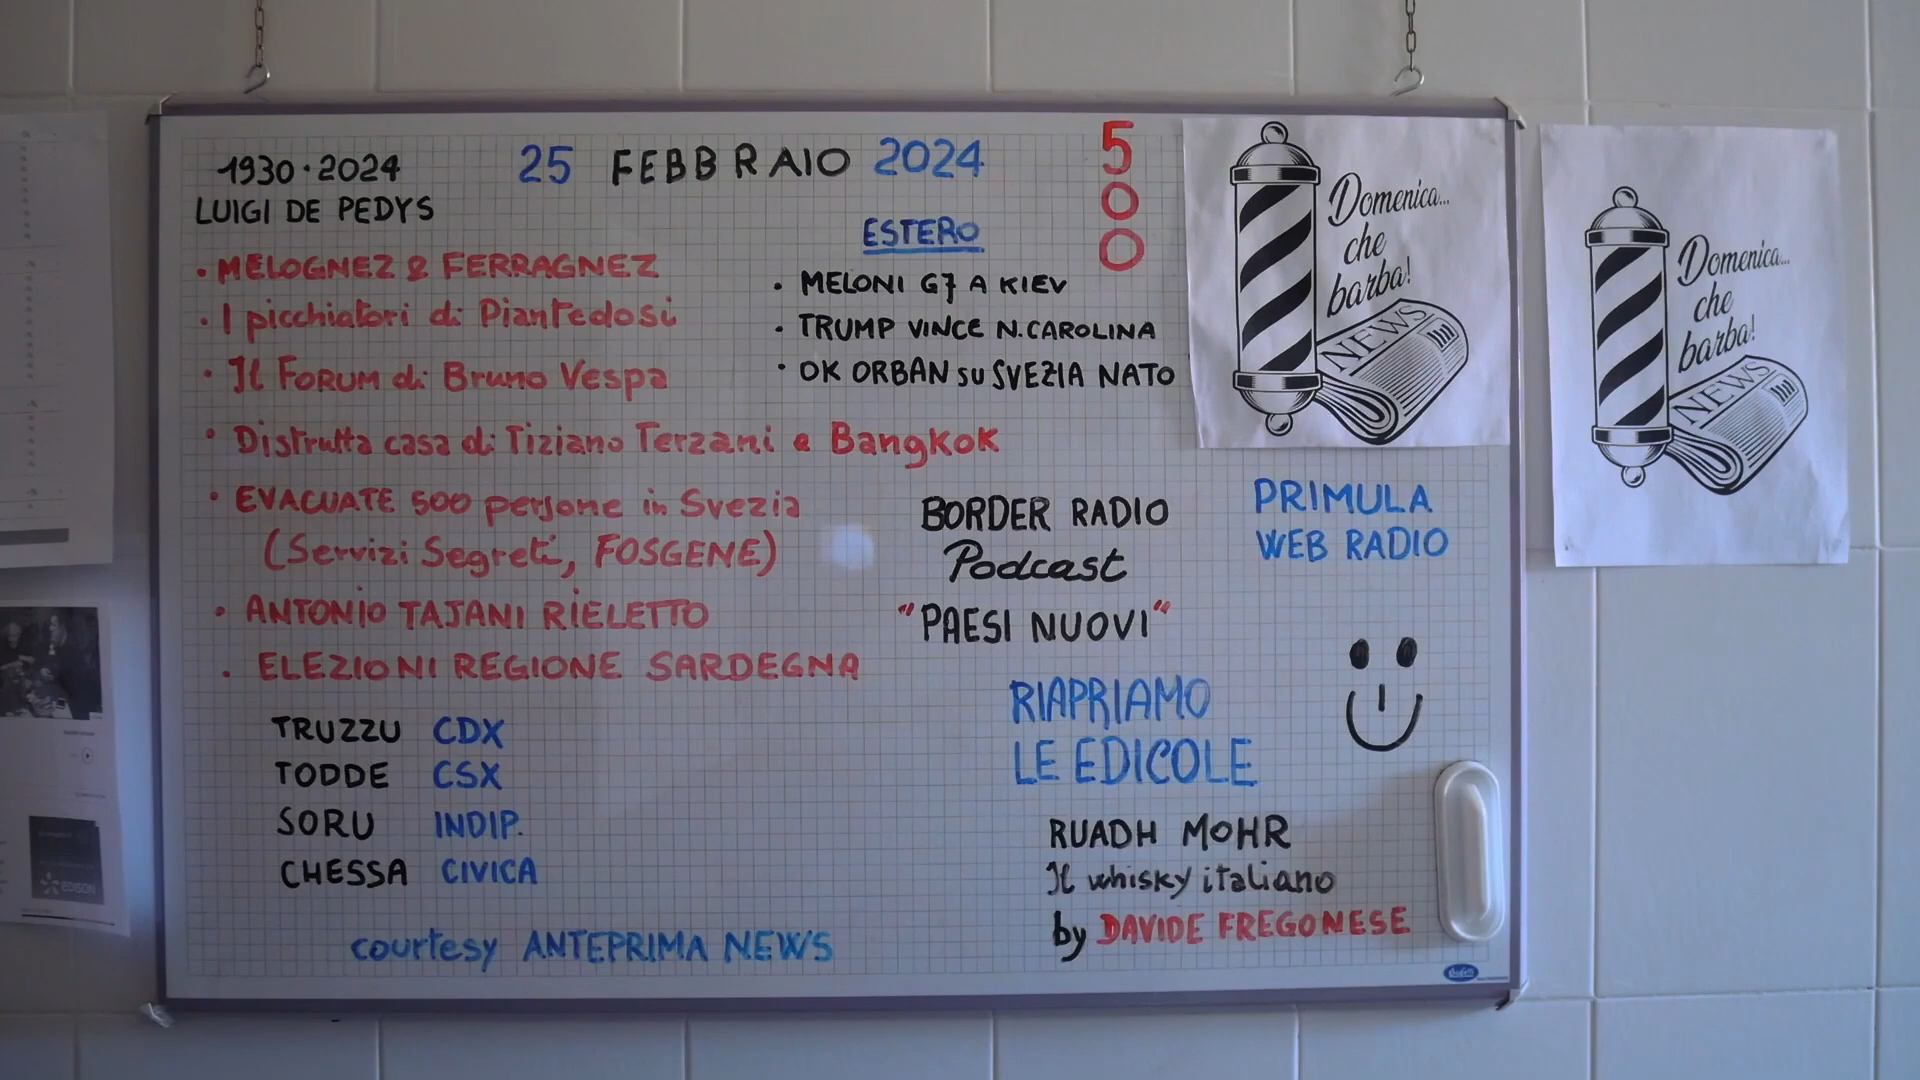 1930 · 2024
LUIGI DE PEDYS
25 FEBBRAIO 2024
500
• MELOGNEZ & FERRAGNEZ
• I picchiatori di Piantedosi
• Il FORUM di Bruno Vespa
• Distrutta casa di Tiziano Terzani a Bangkok
• EVACUATE 500 persone in Svezia
(Servizi Segreti, FOSGENE)
• ANTONIO TAJANI RIELETTO
• ELEZIONI REGIONE SARDEGNA
TRUZZU CDX
TODDE CSX
SORU INDIP.
CHESSA CIVICA
courtesy ANTEPRIMA NEWS
ESTERO
• MELONI G7 A KIEV
• TRUMP VINCE N.CAROLINA
• OK ORBAN SU SVEZIA NATO
BORDER RADIO
Podcast
"PAESI NUOVI"
PRIMULA
WEB RADIO
RIAPRIAMO
LE EDICOLE
RUADH MOHR
Il whisky italiano
by DAVIDE FREGONESE
Domenica...
che
barba!
NEWS
Domenica...
che
barba!
NEWS
EDISON